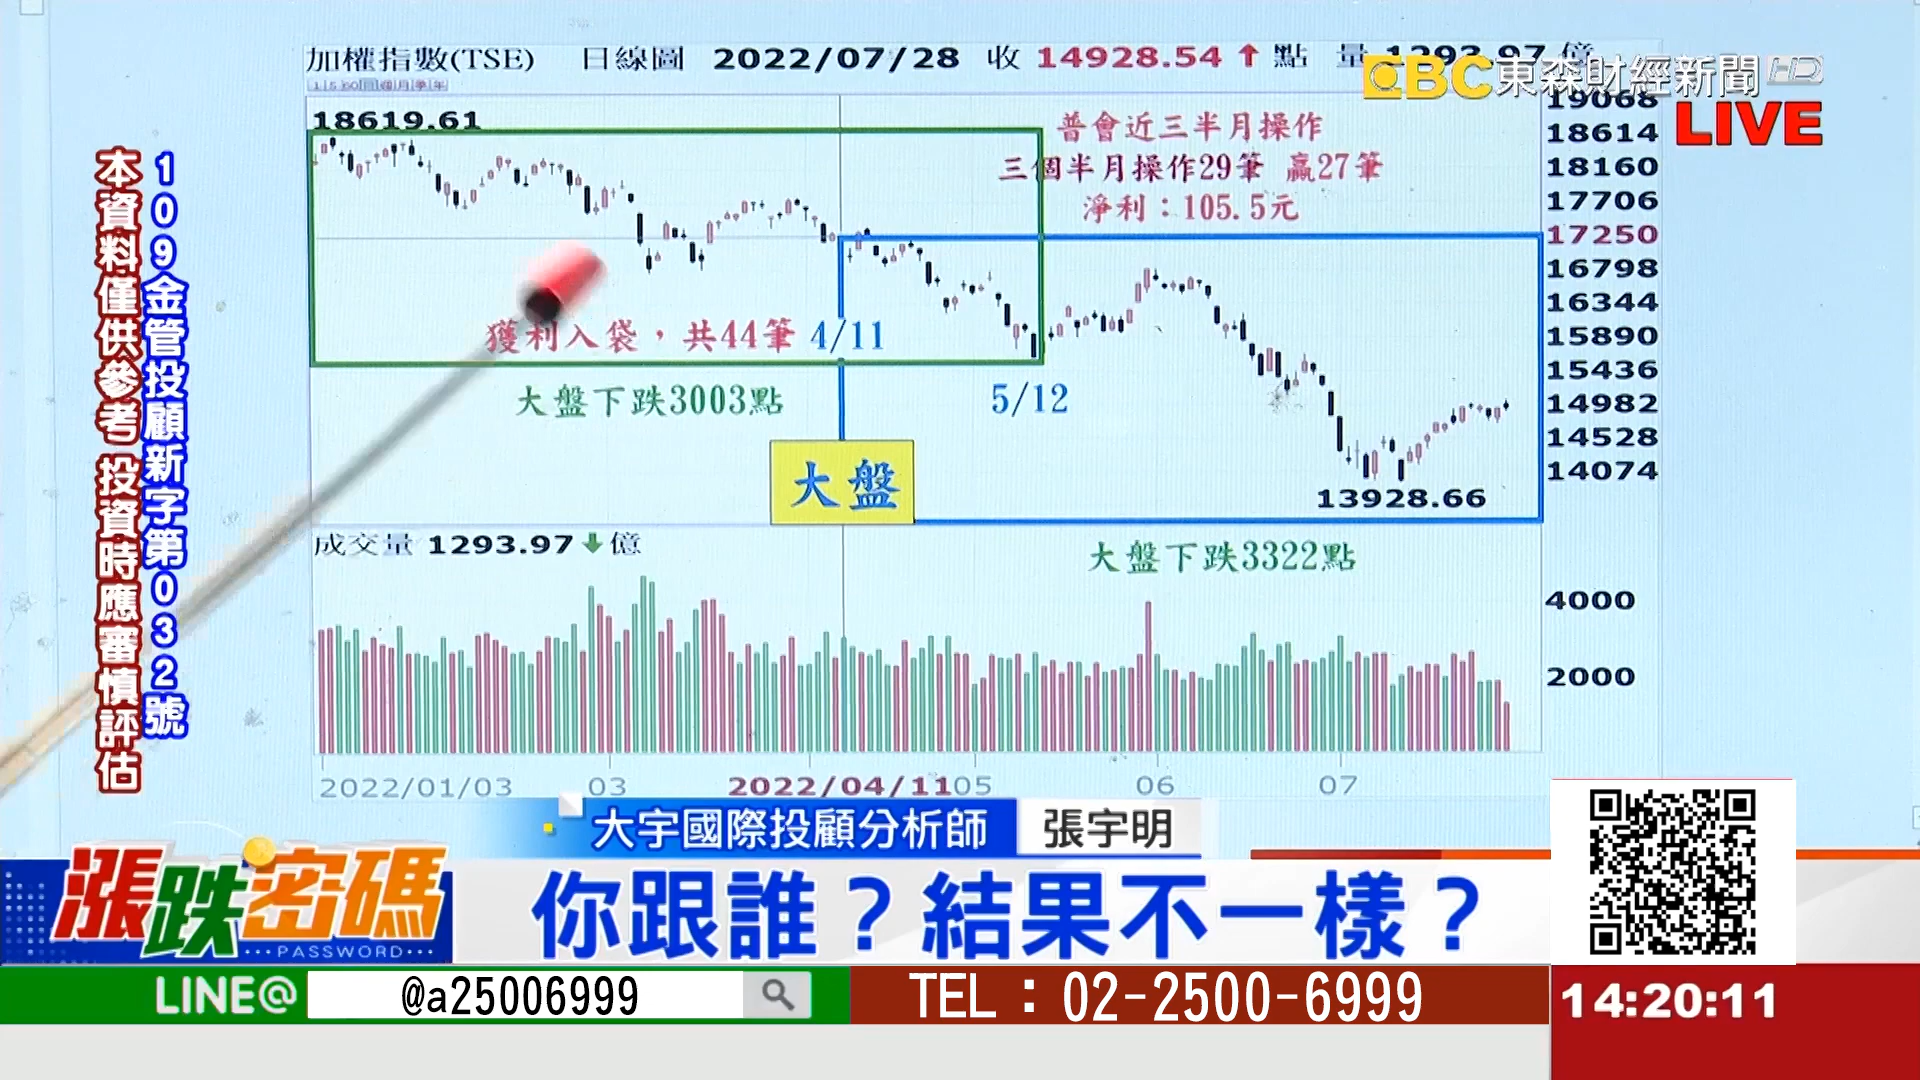 加權指數(TSE) 日線圖 2022/07/28 收 14928.54 ↑ 點 量 1293.97 億
EBC 東森財經新聞 HD
LIVE
18619.61
普會近三半月操作
三個半月操作29筆 贏27筆
淨利：105.5元
19068
18614
18160
17706
17250
16798
16344
15890
15436
14982
14528
14074
獲利入袋，共44筆
4/11
大盤下跌3003點
5/12
大盤
13928.66
成交量 1293.97 ↓ 億
大盤下跌3322點
4000
2000
2022/01/03 03 2022/04/11 05 06 07
109金管投顧新字第032號
本資料僅供參考 投資時應審慎評估
大宇國際投顧分析師 張宇明
漲跌密碼
PASSWORD
你跟誰？結果不一樣？
LINE@ @a25006999
TEL：02-2500-6999
14:20:11